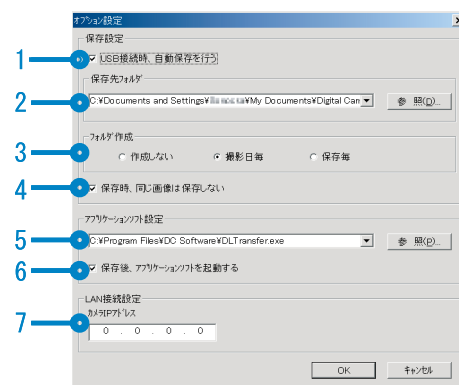 オプション設定
保存設定
1
USB接続時、自動保存を行う
保存先フォルダ
2
C:¥Documents and Settings¥ ¥My Documents¥Digital Can
参 照(D)...
フォルダ作成
3
作成しない 撮影日毎 保存毎
4
保存時、同じ画像は保存しない
アプリケーションソフト設定
5
C:¥Program Files¥DC Software¥DLTransfer.exe
参 照(P)...
6
保存後、アプリケーションソフトを起動する
LAN接続設定
カメラIPアドレス
7
0 . 0 . 0 . 0
OK キャンセル